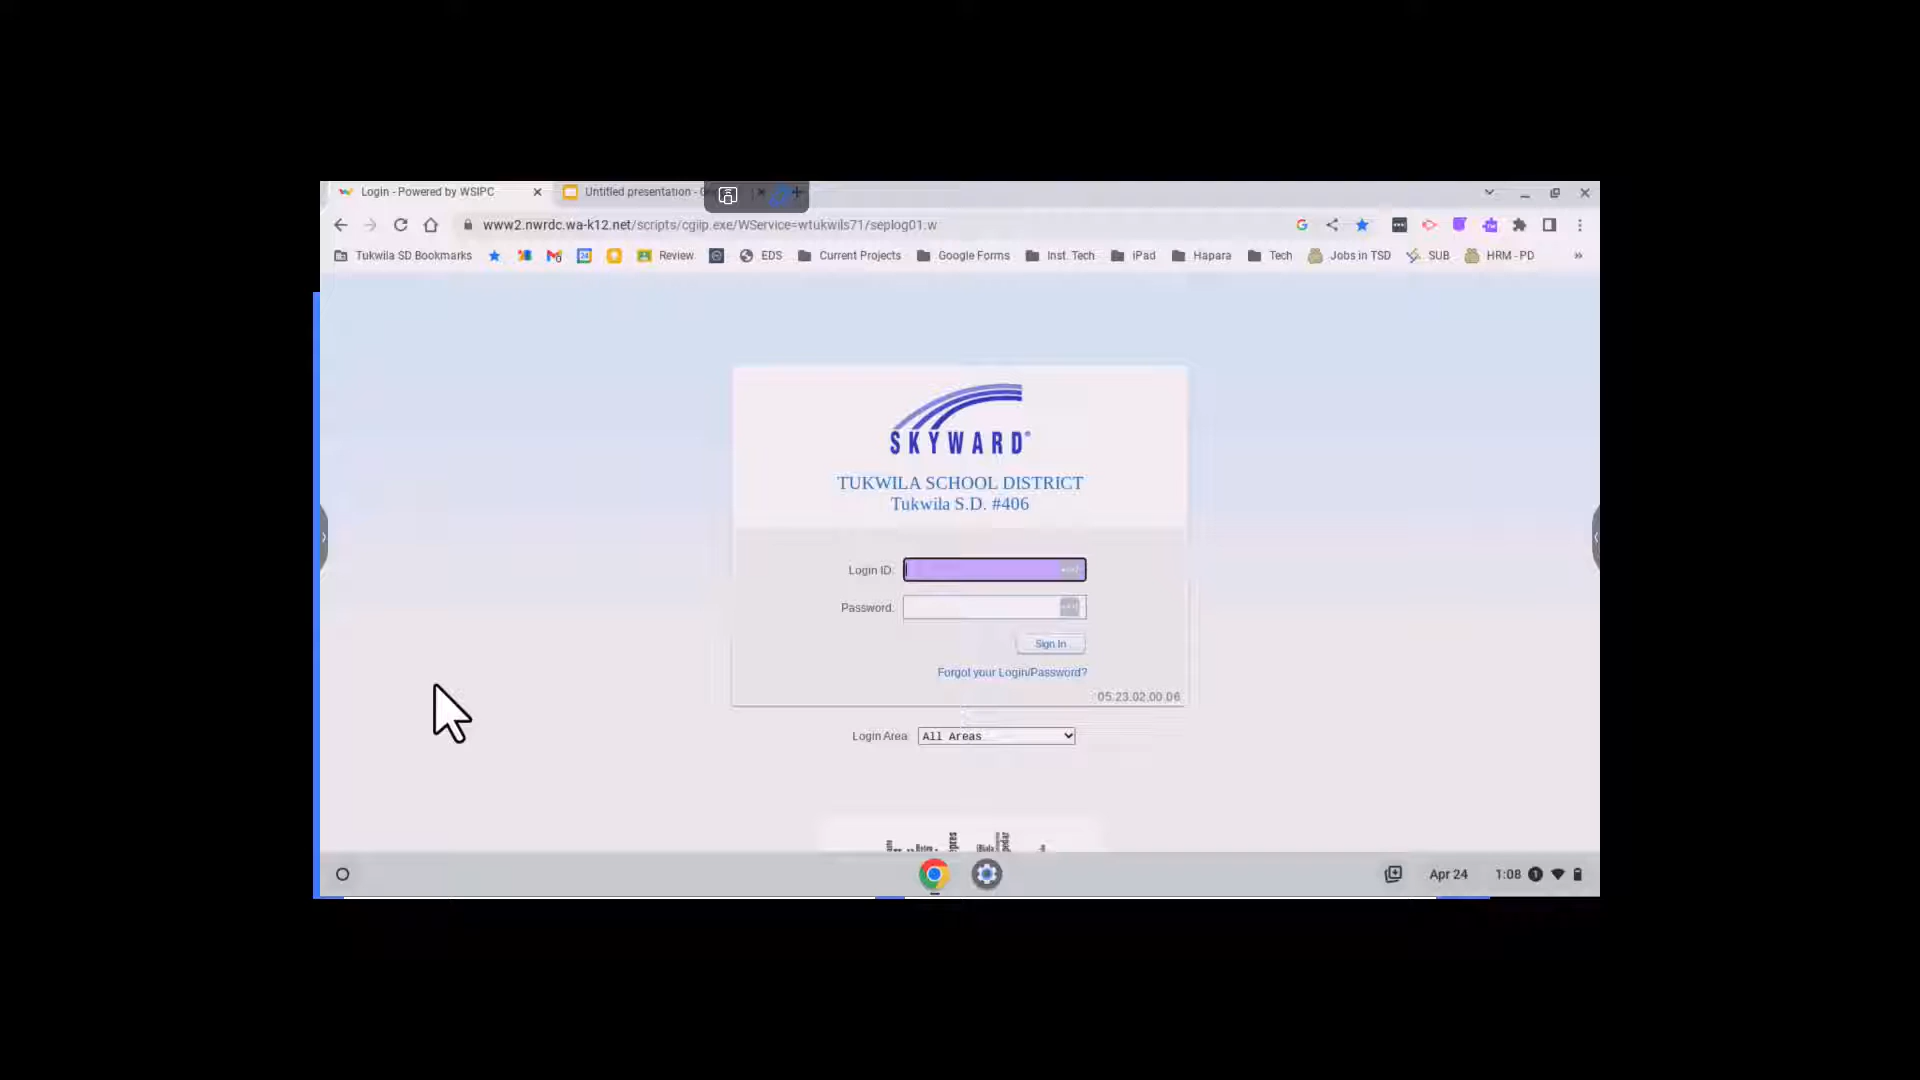 Login - Powered by WSIPC
Untitled presentation -
www2.nwrdc.wa-k12.net/scripts/cgiip.exe/WService=wtukwils71/seplog01.w
Tukwila SD Bookmarks Review EDS Current Projects Google Forms Inst. Tech iPad Hapara Tech Jobs in TSD SUB HRM - PD »
SKYWARD®
TUKWILA SCHOOL DISTRICT
Tukwila S.D. #406
Login ID:
Password:
Sign In
Forgot your Login/Password?
05.23.02.00.06
Login Area: All Areas
Apr 24 1:08 1